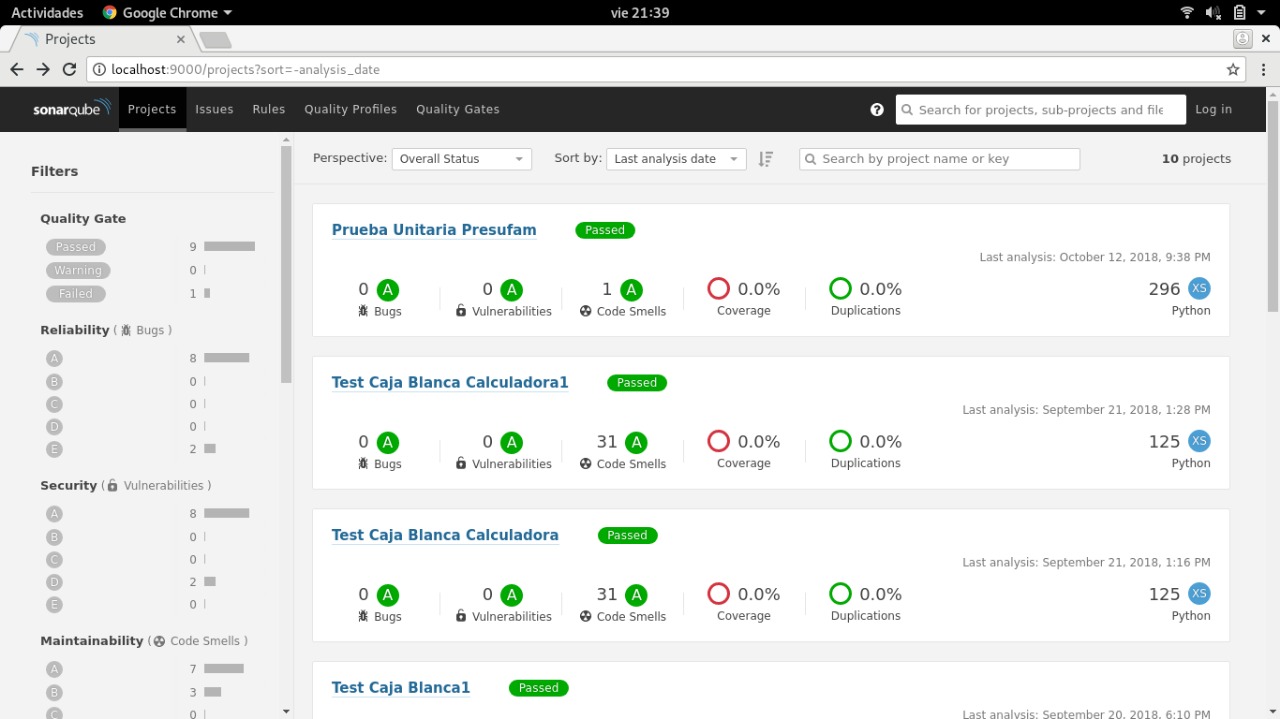 Actividades Google Chrome vie 21:39
Projects
localhost:9000/projects?sort=-analysis_date
sonarqube Projects Issues Rules Quality Profiles Quality Gates ? Search for projects, sub-projects and file Log in
Perspective: Overall Status Sort by: Last analysis date Search by project name or key 10 projects
Filters
Quality Gate
Passed 9
Warning 0
Failed 1
Reliability ( Bugs )
A 8
B 0
C 0
D 0
E 2
Security ( Vulnerabilities )
A 8
B 0
C 0
D 2
E 0
Maintainability ( Code Smells )
A 7
B 3
C 0
Prueba Unitaria Presufam Passed
Last analysis: October 12, 2018, 9:38 PM
0 A 0 A 1 A 0.0% 0.0% 296 XS
Bugs Vulnerabilities Code Smells Coverage Duplications Python
Test Caja Blanca Calculadora1 Passed
Last analysis: September 21, 2018, 1:28 PM
0 A 0 A 31 A 0.0% 0.0% 125 XS
Bugs Vulnerabilities Code Smells Coverage Duplications Python
Test Caja Blanca Calculadora Passed
Last analysis: September 21, 2018, 1:16 PM
0 A 0 A 31 A 0.0% 0.0% 125 XS
Bugs Vulnerabilities Code Smells Coverage Duplications Python
Test Caja Blanca1 Passed
Last analysis: September 20, 2018, 6:10 PM